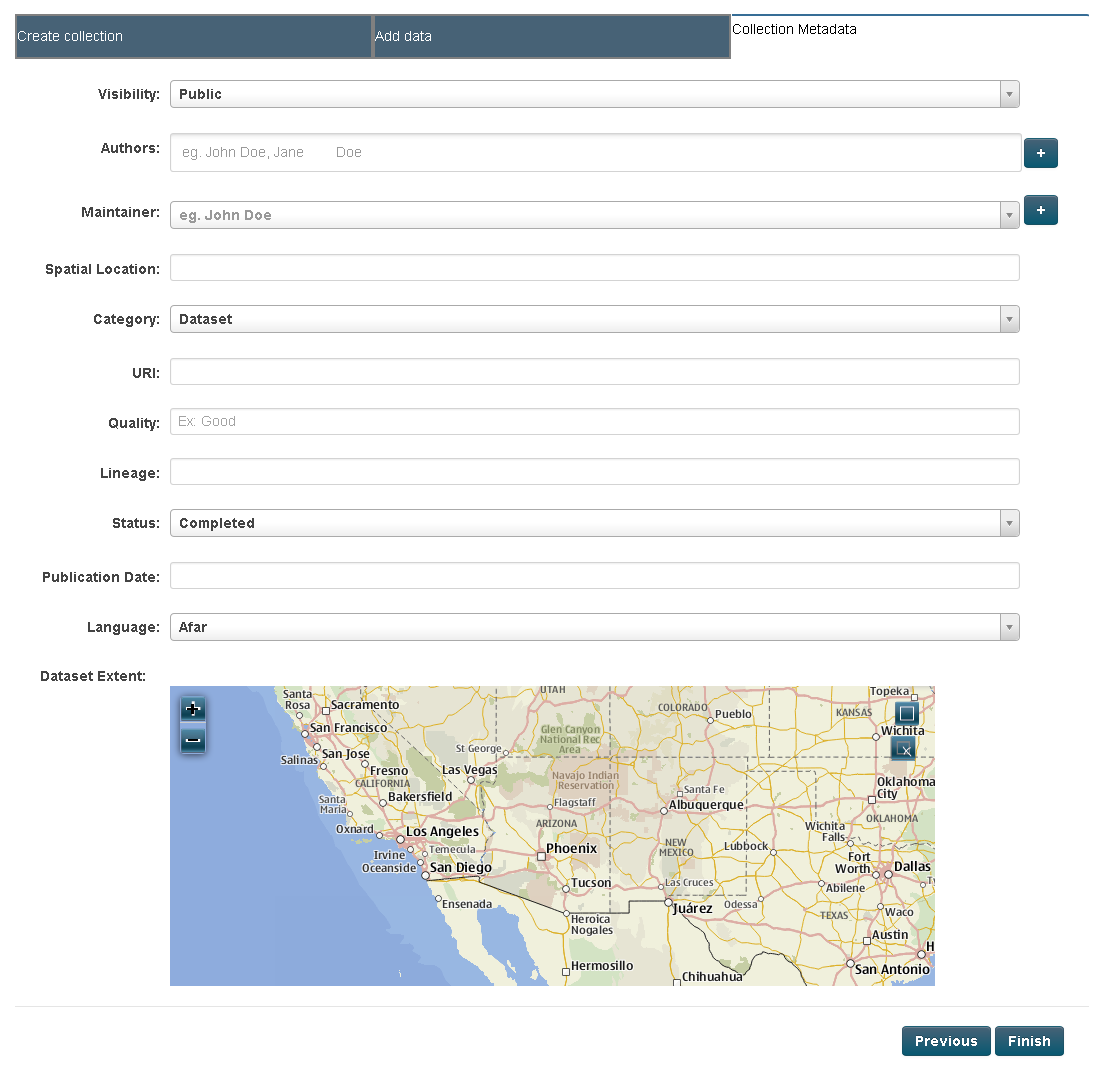 Create collection
Add data
Collection Metadata
Visibility:
Public
Authors:
eg. John Doe, Jane Doe
+
Maintainer:
eg. John Doe
+
Spatial Location:
Category:
Dataset
URI:
Quality:
Ex: Good
Lineage:
Status:
Completed
Publication Date:
Language:
Afar
Dataset Extent:
UTAH
Topeka
Santa
Rosa
Sacramento
COLORADO
Pueblo
KANSAS
San Francisco
Glen Canyon
National Rec
Area
Wichita
St George
San Jose
Salinas
Fresno
Las Vegas
Navajo Indian
Reservation
CALIFORNIA
Oklahoma
City
Santa Fe
Santa
Maria
Bakersfield
Flagstaff
Albuquerque
OKLAHOMA
ARIZONA
Wichita
Falls
Oxnard
Los Angeles
NEW
MEXICO
Lubbock
Phoenix
Temecula
Irvine
Oceanside
San Diego
Fort
Worth
Dallas
Tucson
Las Cruces
Abilene
Ty
Ensenada
Juárez
Odessa
TEXAS
Waco
Heroica
Nogales
Austin
H
Hermosillo
San Antonio
Chihuahua
Previous
Finish